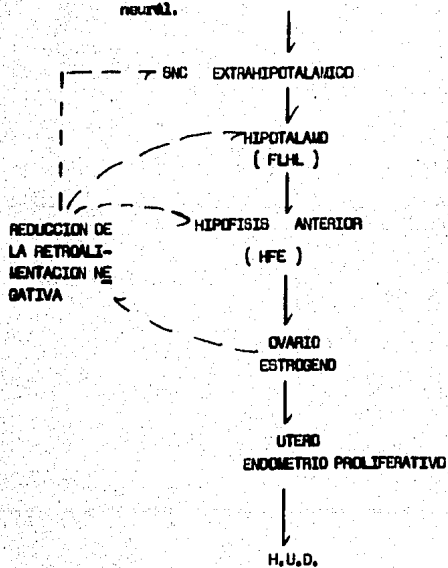 neurál.
SNC EXTRAHIPOTALAMICO
HIPOTALAMO
( FLHL )
REDUCCION DE
LA RETROALI-
MENTACION NE
GATIVA
HIPOFISIS ANTERIOR
( HFE )
OVARIO
ESTROGENO
UTERO
ENDOMETRIO PROLIFERATIVO
H.U.D.